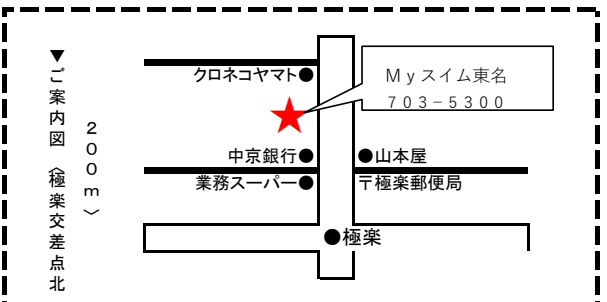 ▼ご案内図〈極楽交差点北
200m〉
クロネコヤマト●
Myスイム東名
703-5300
中京銀行●
●山本屋
業務スーパー●
〒極楽郵便局
●極楽